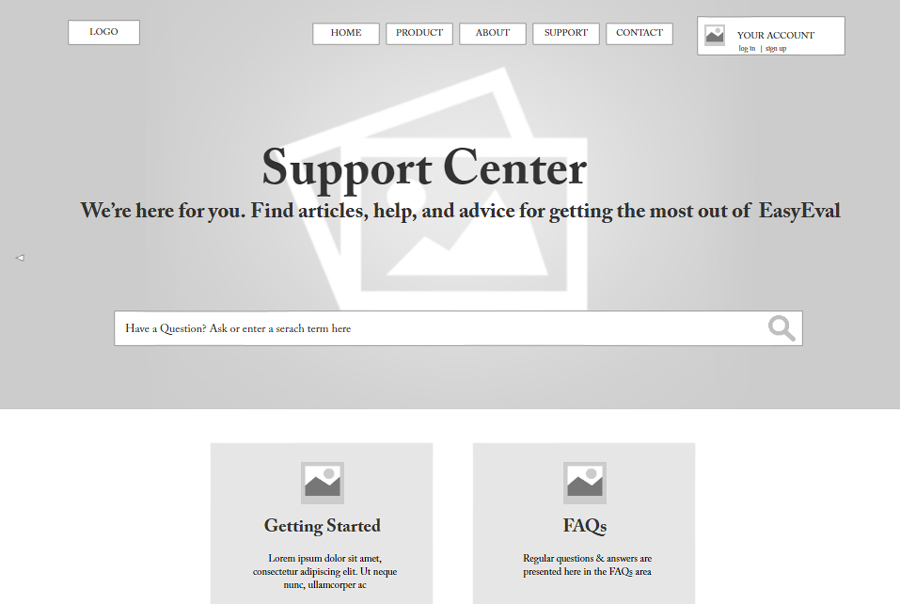 LOGO
HOME
PRODUCT
ABOUT
SUPPORT
CONTACT
YOUR ACCOUNT
log in | sign up
Support Center
We're here for you. Find articles, help, and advice for getting the most out of EasyEval
Have a Question? Ask or enter a serach term here
Getting Started
Lorem ipsum dolor sit amet,
consectetur adipiscing elit. Ut neque
nunc, ullamcorper ac
FAQs
Regular questions & answers are
presented here in the FAQs area